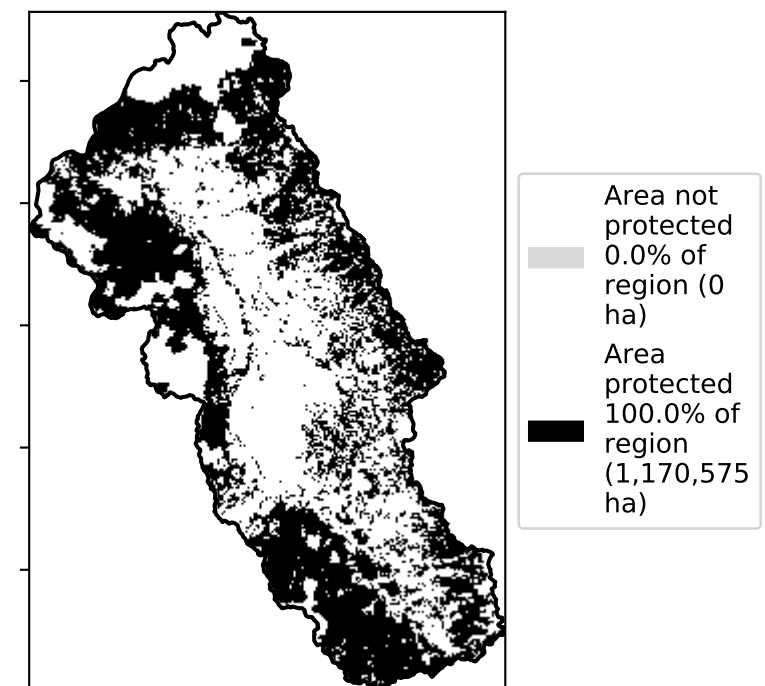 Area not
protected
0.0% of
region (0
ha)
Area
protected
100.0% of
region
(1,170,575
ha)